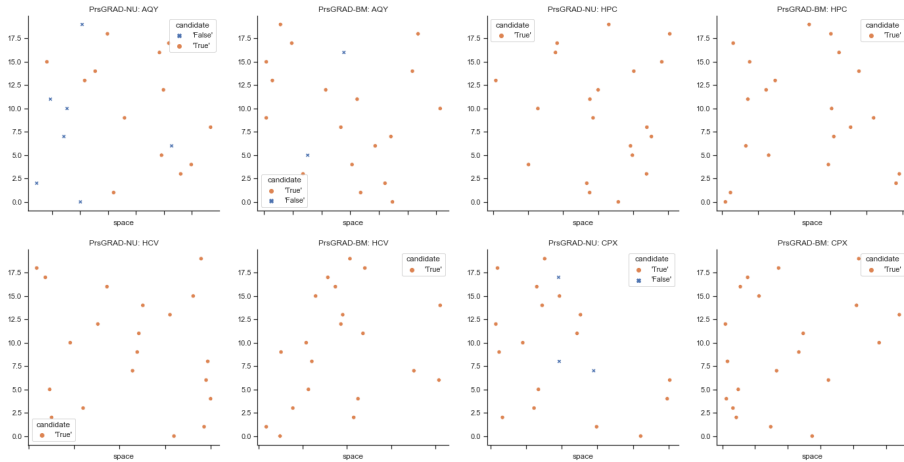 PrsGRAD-NU: AQY
candidate
'False'
'True'
17.5
15.0
12.5
10.0
7.5
5.0
2.5
0.0
space
PrsGRAD-BM: AQY
17.5
15.0
12.5
10.0
7.5
5.0
2.5
0.0
candidate
'True'
'False'
space
PrsGRAD-NU: HPC
candidate
'True'
17.5
15.0
12.5
10.0
7.5
5.0
2.5
0.0
space
PrsGRAD-BM: HPC
candidate
'True'
17.5
15.0
12.5
10.0
7.5
5.0
2.5
0.0
space
PrsGRAD-NU: HCV
17.5
15.0
12.5
10.0
7.5
5.0
2.5
0.0
candidate
'True'
space
PrsGRAD-BM: HCV
candidate
'True'
17.5
15.0
12.5
10.0
7.5
5.0
2.5
0.0
space
PrsGRAD-NU: CPX
candidate
'True'
'False'
17.5
15.0
12.5
10.0
7.5
5.0
2.5
0.0
space
PrsGRAD-BM: CPX
candidate
'True'
17.5
15.0
12.5
10.0
7.5
5.0
2.5
0.0
space